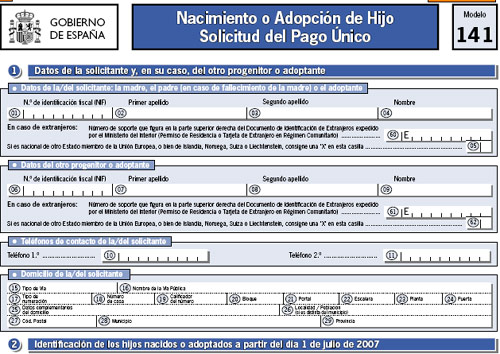 GOBIERNO
DE ESPAÑA
Nacimiento o Adopción de Hijo
Solicitud del Pago Único
Modelo
141
1 Datos de la/del solicitante y, en su caso, del otro progenitor o adoptante
Datos de la/del solicitante: la madre, el padre (en caso de fallecimiento de la madre) o el adoptante
N.º de identificación fiscal (NIF) Primer apellido Segundo apellido Nombre
01 02 03 04
En caso de extranjeros: Número de soporte que figura en la parte superior derecha del Documento de Identificación de Extranjeros expedido
por el Ministerio del Interior (Permiso de Residencia o Tarjeta de Extranjero en Régimen Comunitario) 60 E
Si es nacional de otro Estado miembro de la Unión Europea, o bien de Islandia, Noruega, Suiza o Liechtenstein, consigne una 'X' en esta casilla 05
Datos del otro progenitor o adoptante
N.º de identificación fiscal (NIF) Primer apellido Segundo apellido Nombre
06 07 08 09
En caso de extranjeros: Número de soporte que figura en la parte superior derecha del Documento de Identificación de Extranjeros expedido
por el Ministerio del Interior (Permiso de Residencia o Tarjeta de Extranjero en Régimen Comunitario) 61 E
Si es nacional de otro Estado miembro de la Unión Europea, o bien de Islandia, Noruega, Suiza o Liechtenstein, consigne una 'X' en esta casilla 62
Teléfonos de contacto de la/del solicitante
Teléfono 1.º 10 Teléfono 2.º 11
Domicilio de la/del solicitante
15 Tipo de Vía 16 Nombre de la Vía Pública
17 Tipo de numeración 18 Número de casa 19 Calificador del número 20 Bloque 21 Portal 22 Escalera 23 Planta 24 Puerta
25 Datos complementarios del domicilio 26 Localidad / Población (si es distinta del municipio)
27 Cód. Postal 28 Municipio 29 Provincia
2 Identificación de los hijos nacidos o adoptados a partir del día 1 de julio de 2007